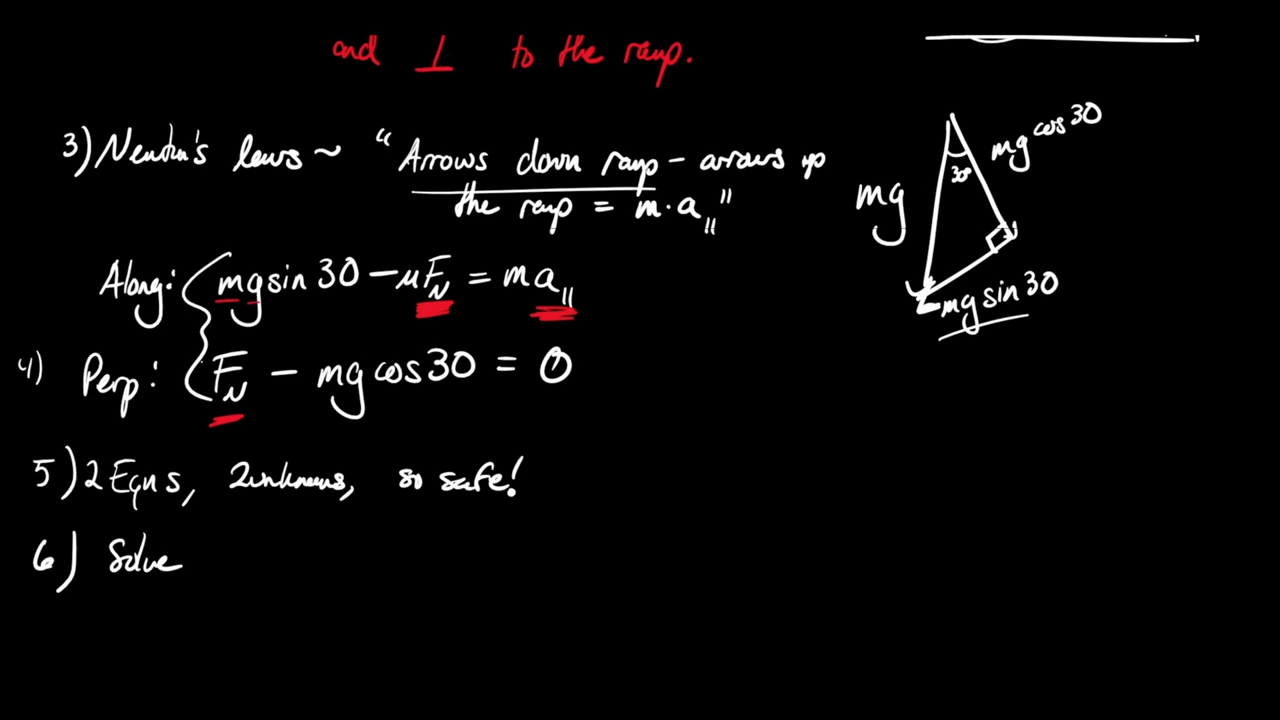 and ⊥ to the ramp.
3) Newton's laws ~ "Arrows down ramp - arrows up
the ramp = m·a∥"
Along: mg sin 30 - μF_N = ma∥
4) Perp: F_N - mg cos 30 = 0
5) 2 Eqns, 2 unknowns, so safe!
6) Solve
mg cos 30
30°
mg
mg sin 30